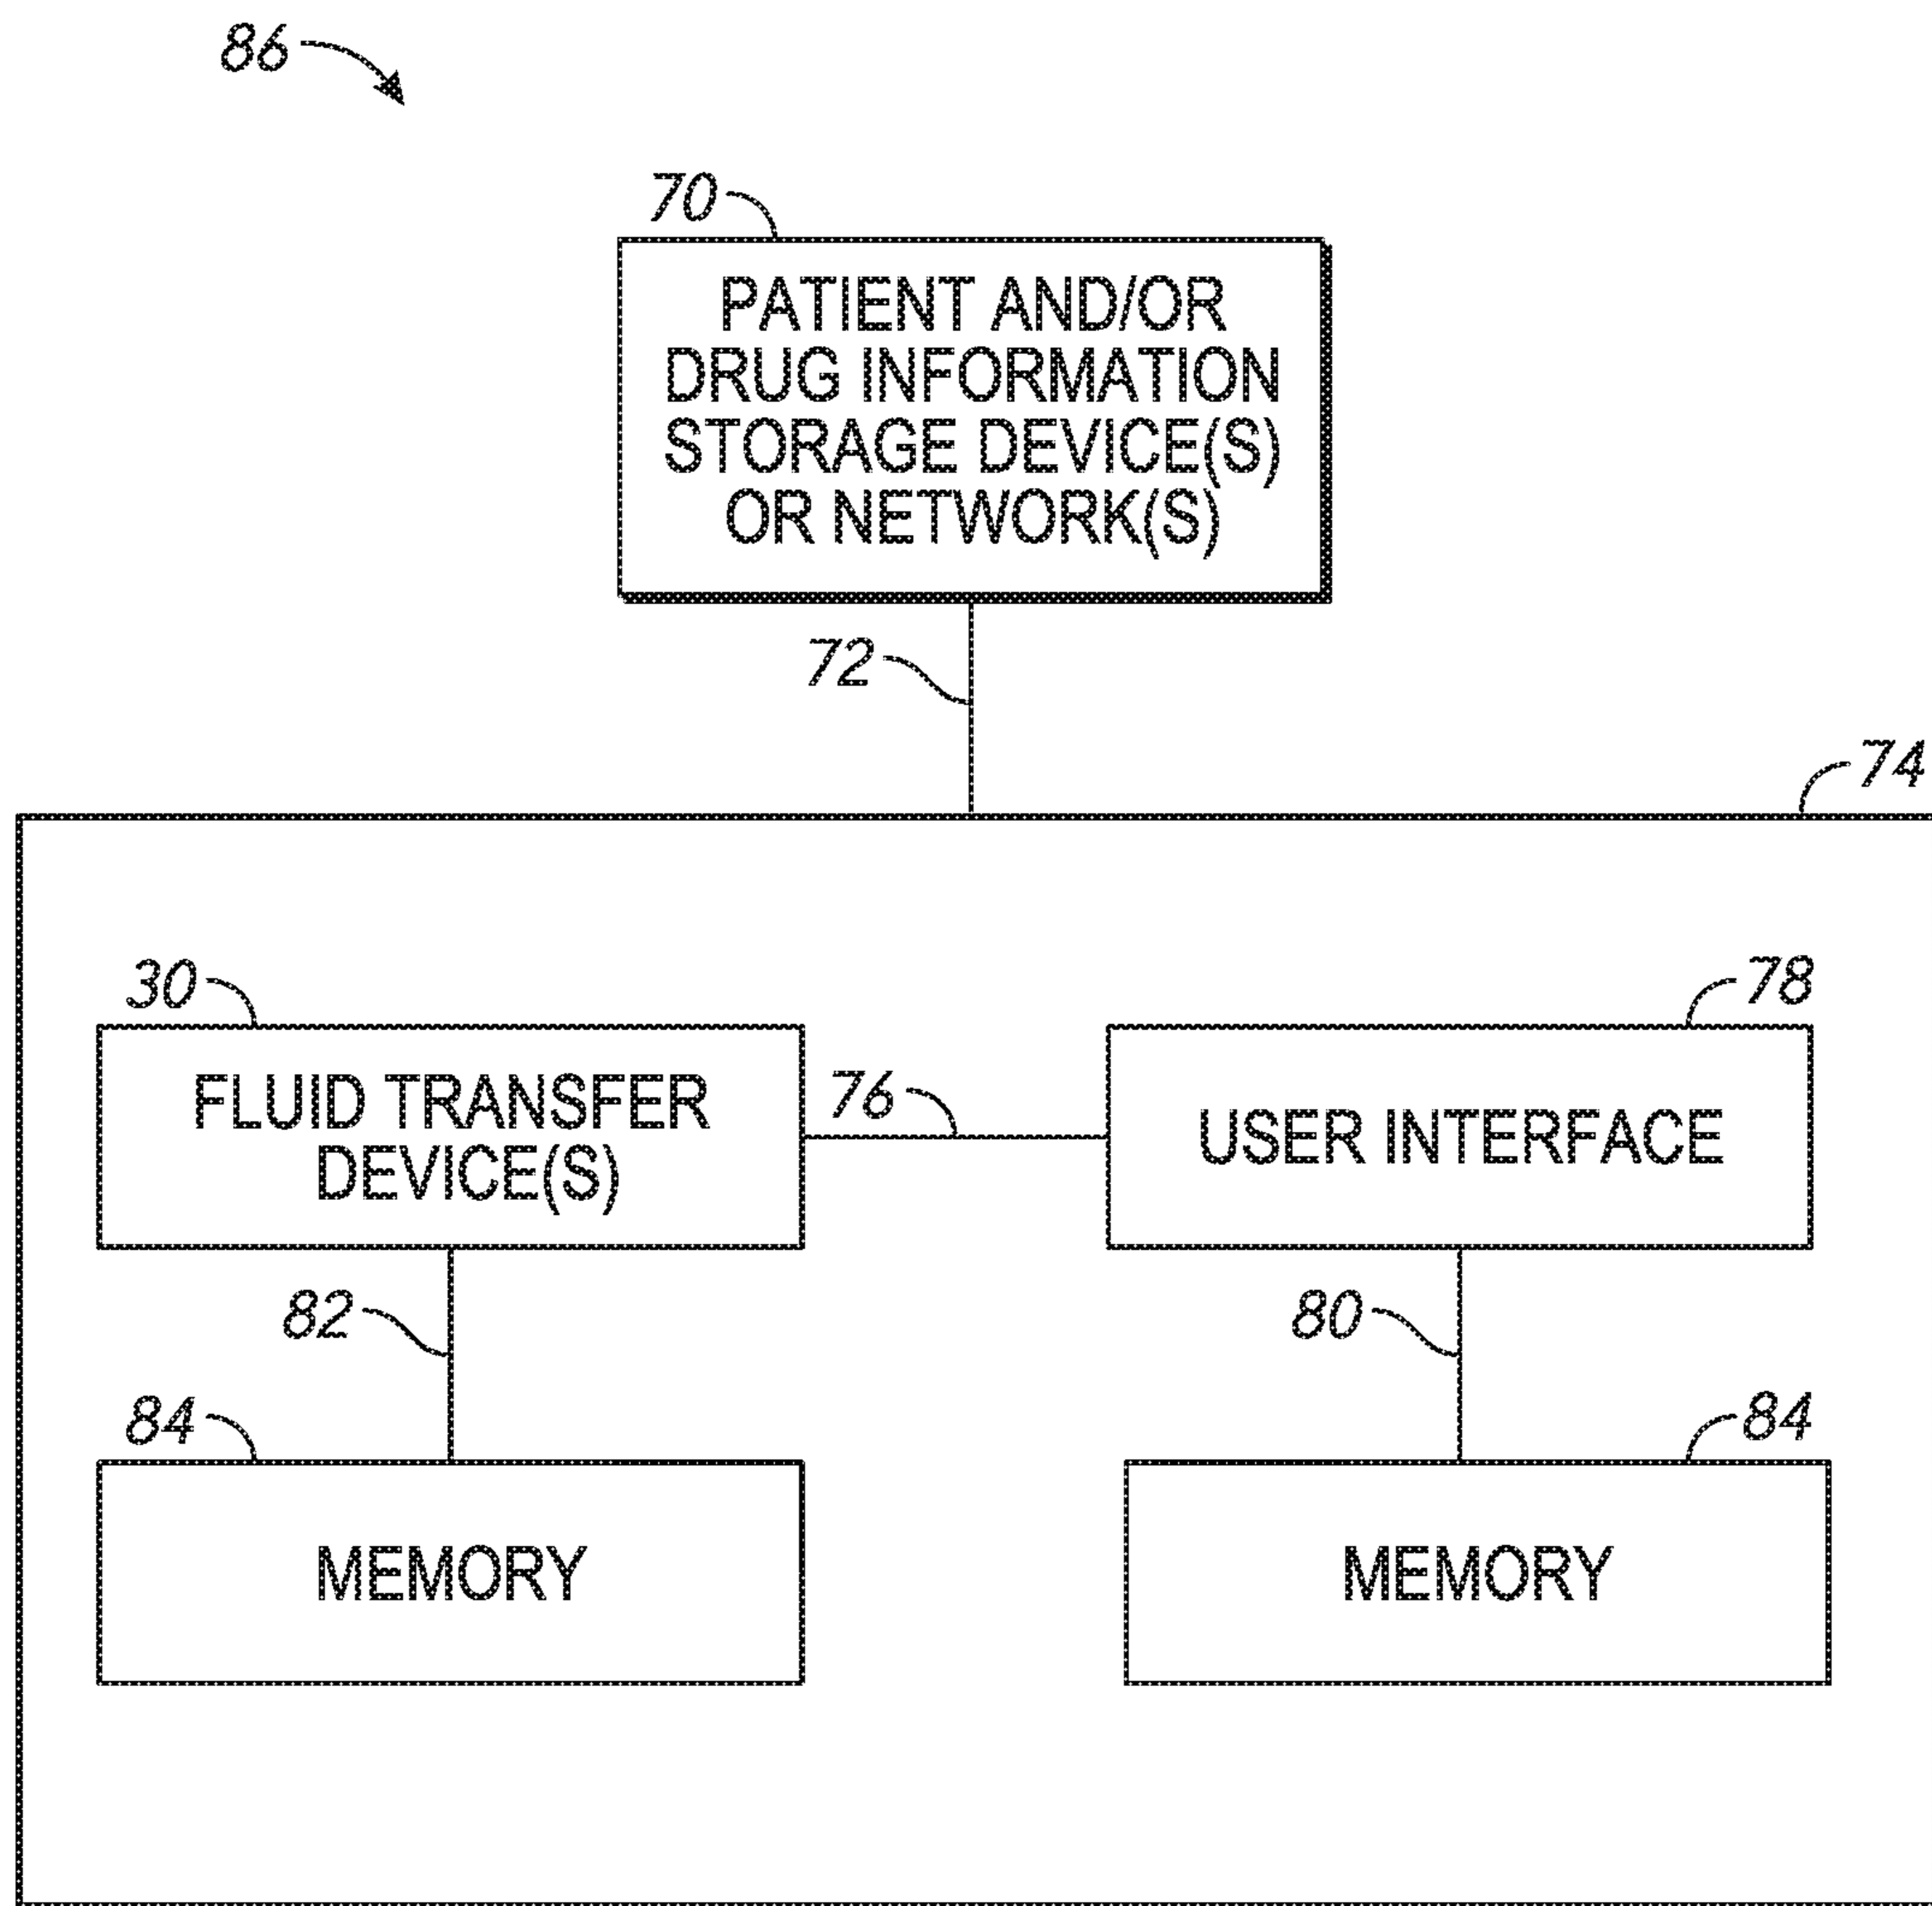 86
70
PATIENT AND/OR
DRUG INFORMATION
STORAGE DEVICE(S)
OR NETWORK(S)
72
74
30
78
FLUID TRANSFER
DEVICE(S)
76
USER INTERFACE
82
80
84
84
MEMORY
MEMORY